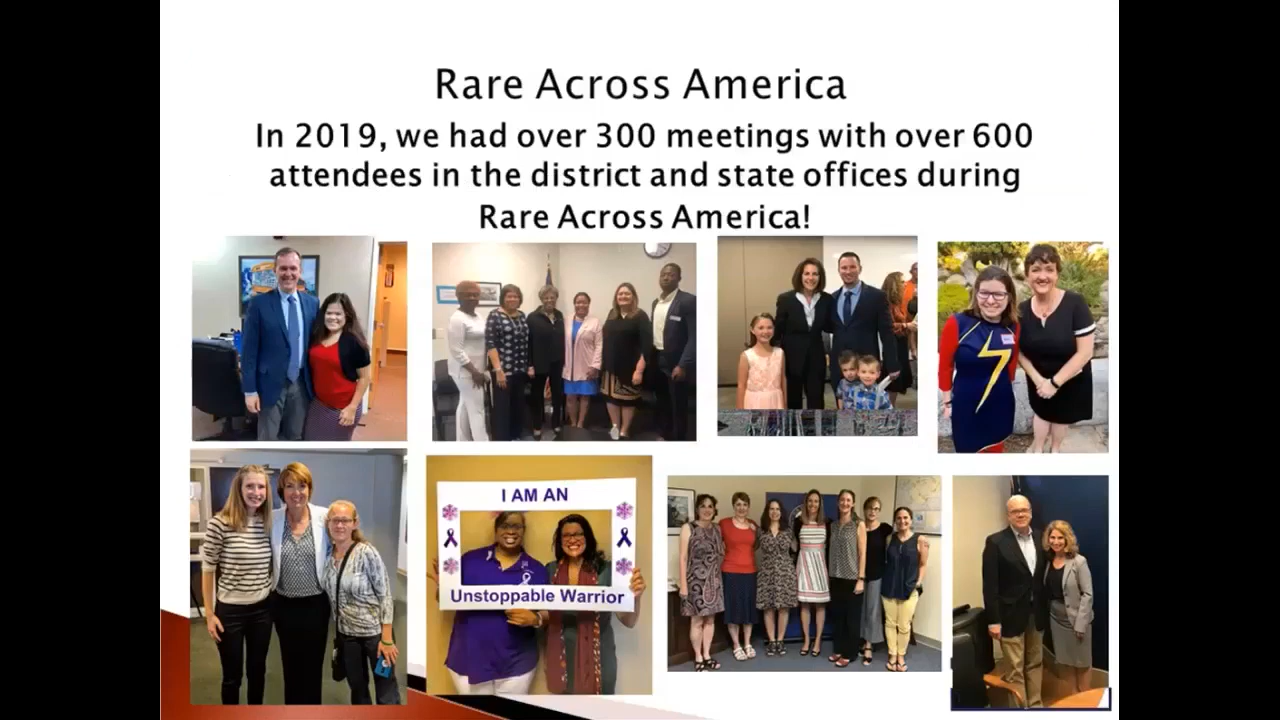 Rare Across America
In 2019, we had over 300 meetings with over 600
attendees in the district and state offices during
Rare Across America!
I AM AN
Unstoppable Warrior